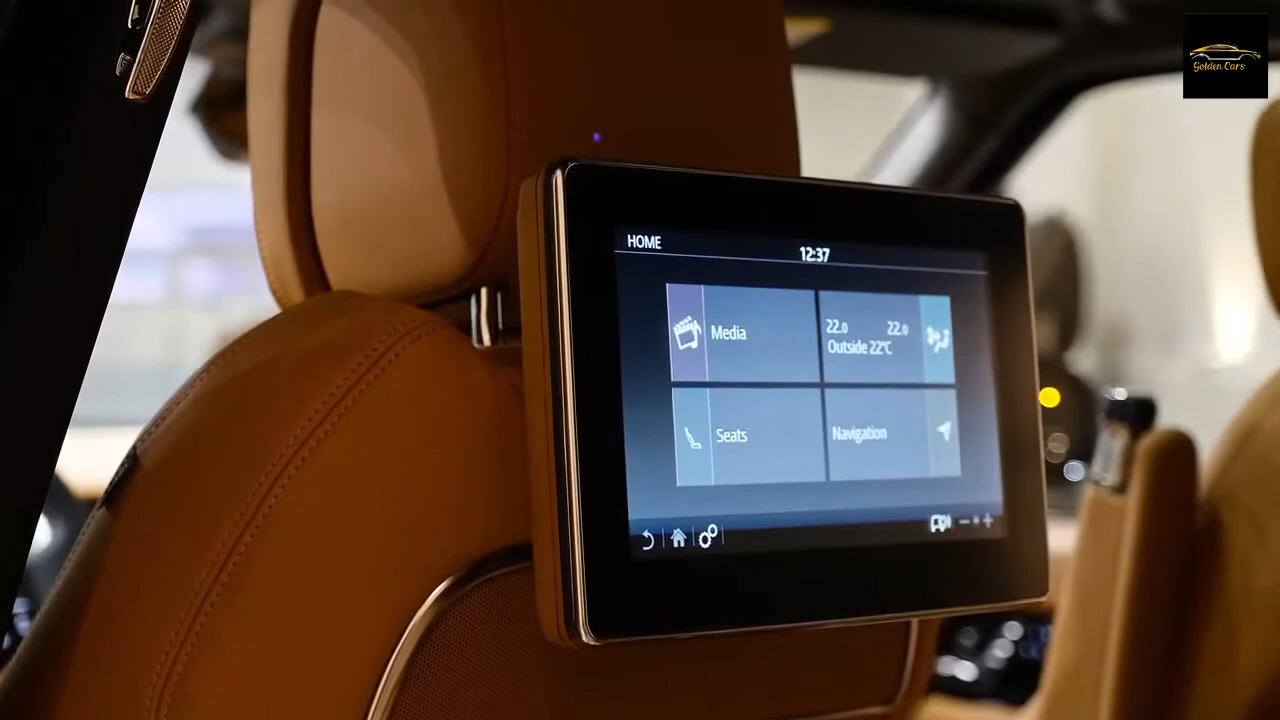 Golden Cars
HOME
12:37
Media
22.0 22.0
Outside 22°C
Seats
Navigation